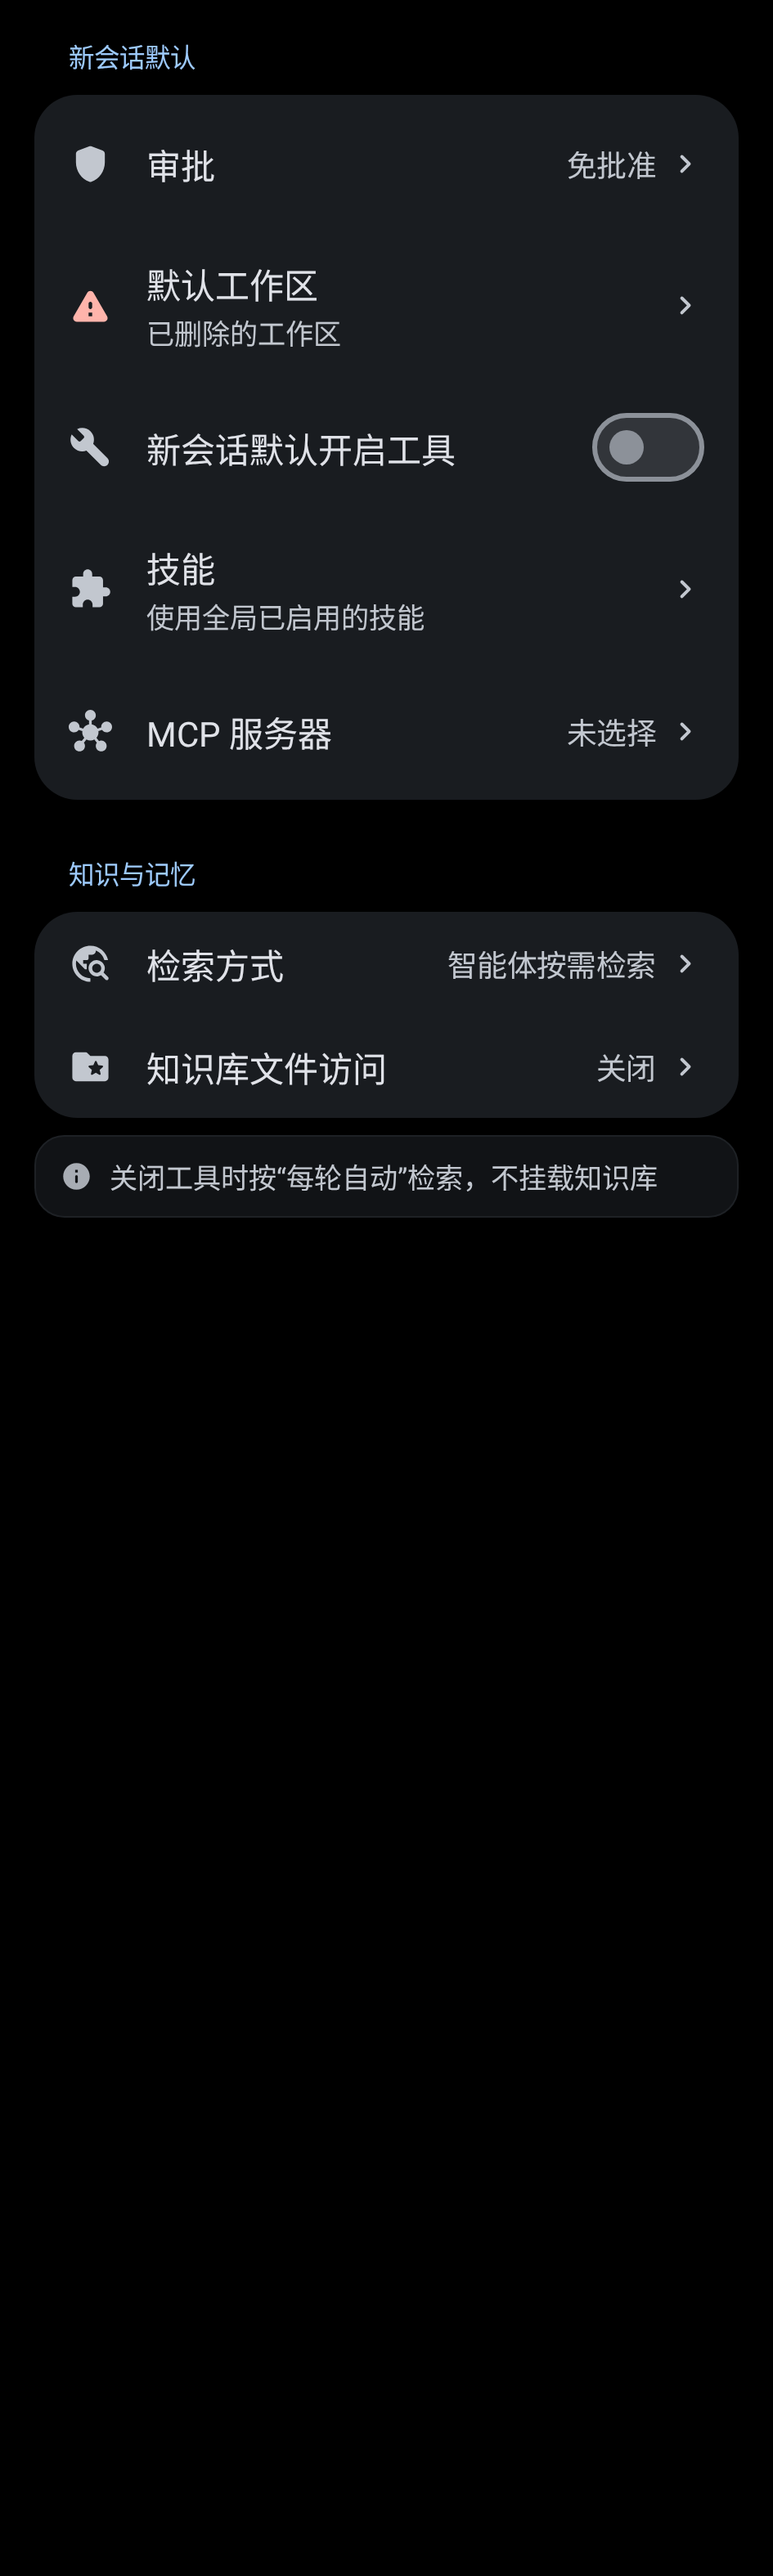 新会话默认
审批
免批准
默认工作区
已删除的工作区
新会话默认开启工具
技能
使用全局已启用的技能
MCP 服务器
未选择
知识与记忆
检索方式
智能体按需检索
知识库文件访问
关闭
关闭工具时按“每轮自动”检索，不挂载知识库